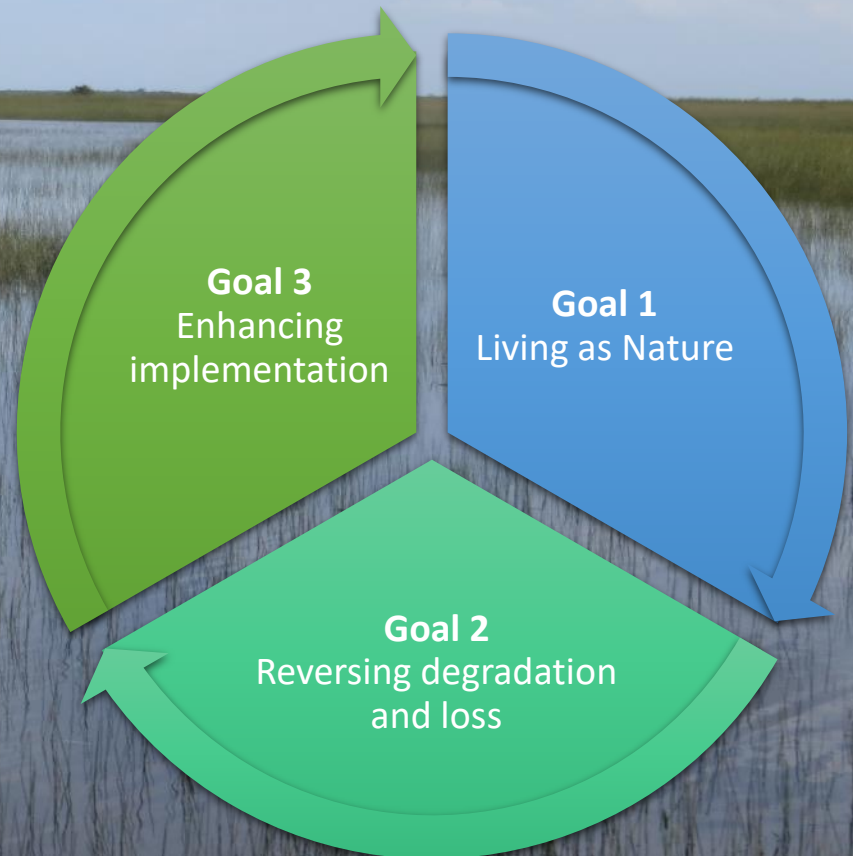 Goal 3
Enhancing
implementation
Goal 1
Living as Nature
Goal 2
Reversing degradation
and loss